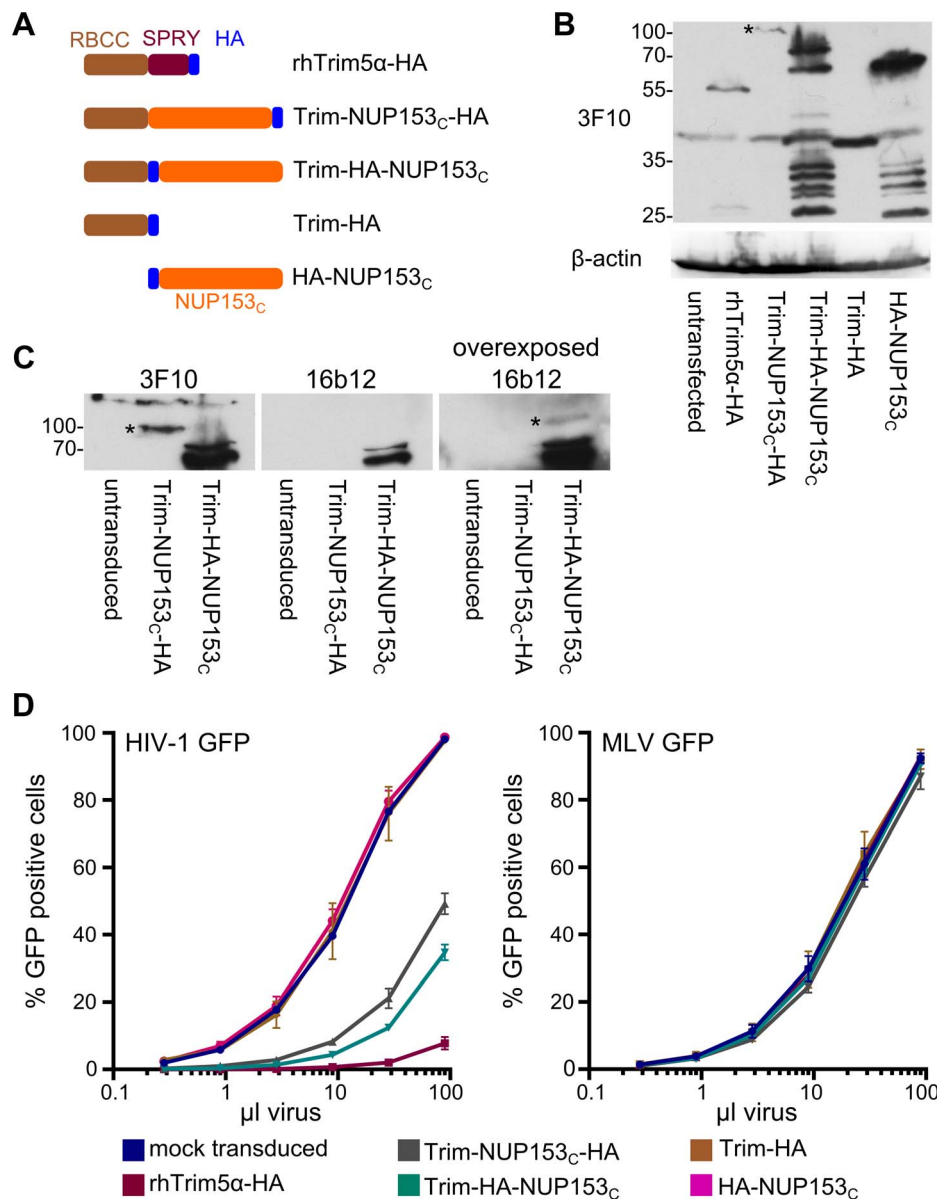 A
RBCC SPRY HA
rhTrim5α-HA
Trim-NUP153C-HA
Trim-HA-NUP153C
Trim-HA
HA-NUP153C
NUP153C
B
3F10
100-
70-
55-
35-
25-
*
β-actin
untransfected
rhTrim5α-HA
Trim-NUP153C-HA
Trim-HA-NUP153C
Trim-HA
HA-NUP153C
C
3F10
16b12
overexposed
16b12
100-
70-
*
*
untransduced
Trim-NUP153C-HA
Trim-HA-NUP153C
untransduced
Trim-NUP153C-HA
Trim-HA-NUP153C
untransduced
Trim-NUP153C-HA
Trim-HA-NUP153C
D
HIV-1 GFP
% GFP positive cells
100
80
60
40
20
0
0.1 1 10 100
µl virus
MLV GFP
% GFP positive cells
100
80
60
40
20
0
0.1 1 10 100
µl virus
mock transduced
rhTrim5α-HA
Trim-NUP153C-HA
Trim-HA-NUP153C
Trim-HA
HA-NUP153C